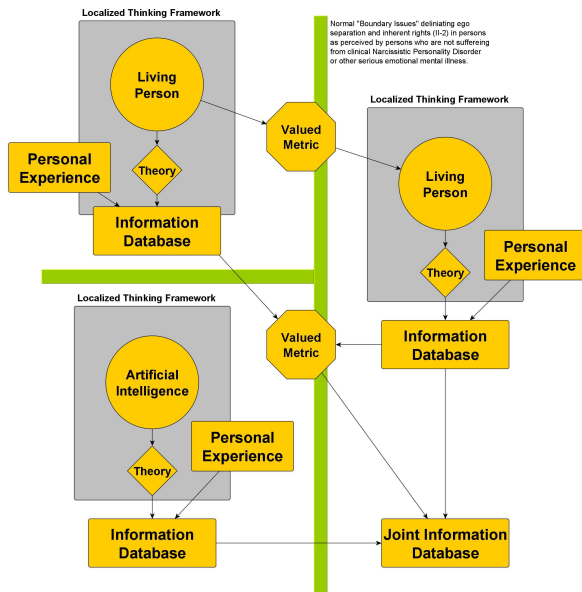 Localized Thinking Framework
Normal "Boundary Issues" deliniating ego
separation and inherent rights (II-2) in persons
as perceived by persons who are not suffereing
from clinical Narcissistic Personality Disorder
or other serious emotional mental illness.
Living
Person
Valued
Metric
Localized Thinking Framework
Personal
Experience
Theory
Living
Person
Information
Database
Theory
Personal
Experience
Localized Thinking Framework
Valued
Metric
Information
Database
Artificial
Intelligence
Personal
Experience
Theory
Information
Database
Joint Information
Database